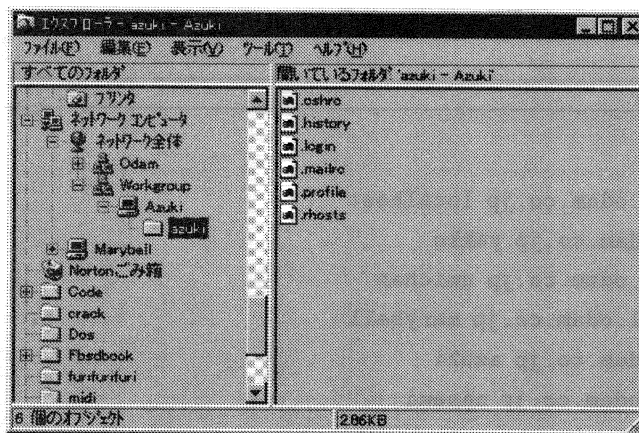 エクスプローラ - azuki - Azuki
ファイル(F) 編集(E) 表示(V) ツール(T) ヘルプ(H)
すべてのフォルダ
開いているフォルダ 'azuki - Azuki'
プリンタ
ネットワーク コンピュータ
ネットワーク全体
Odam
Workgroup
Azuki
azuki
Marybell
Nortonごみ箱
Code
crack
Dos
Fbsdbook
furifurifuri
midi
.cshrc
.history
.login
.mailrc
.profile
.rhosts
6 個のオブジェクト
2.86KB